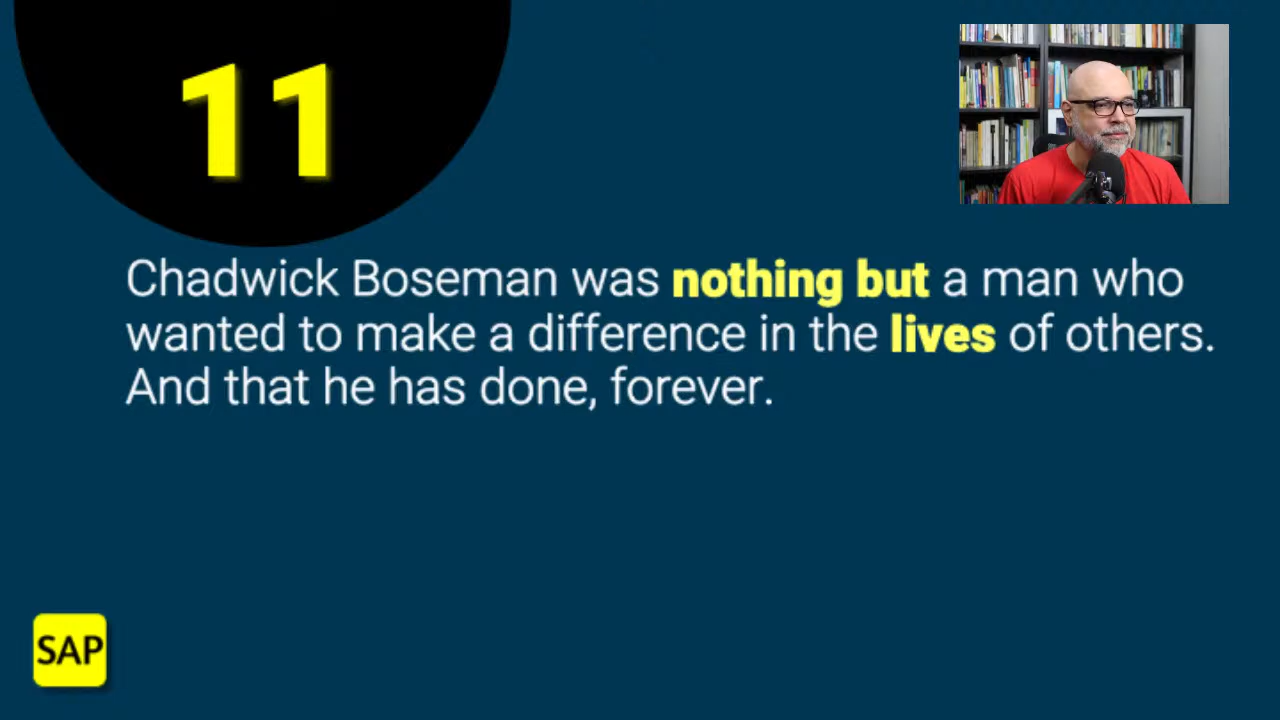 11
Chadwick Boseman was nothing but a man who
wanted to make a difference in the lives of others.
And that he has done, forever.
SAP